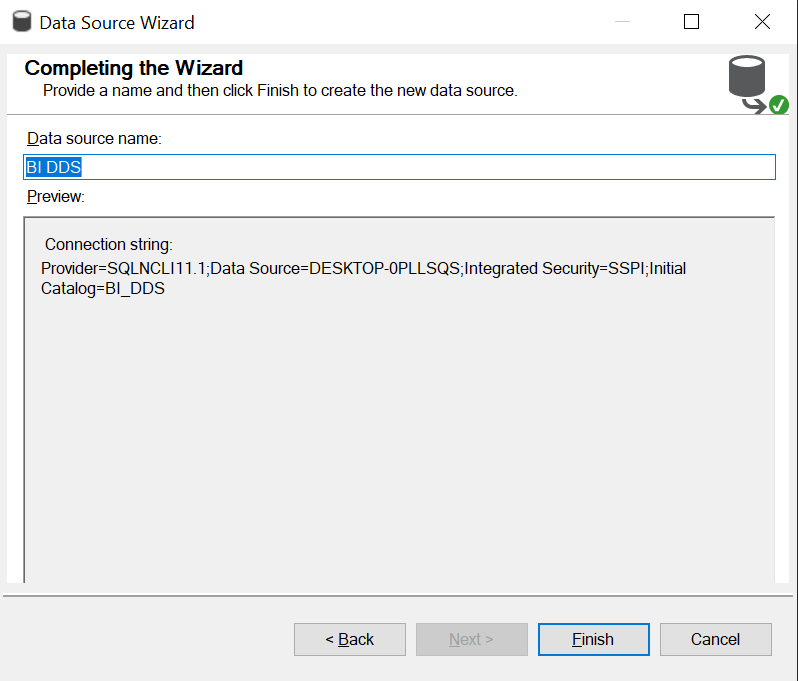 Data Source Wizard
Completing the Wizard
Provide a name and then click Finish to create the new data source.
Data source name:
BI DDS
Preview:
Connection string:
Provider=SQLNCLI11.1;Data Source=DESKTOP-0PLLSQS;Integrated Security=SSPI;Initial
Catalog=BI_DDS
< Back
Next >
Finish
Cancel